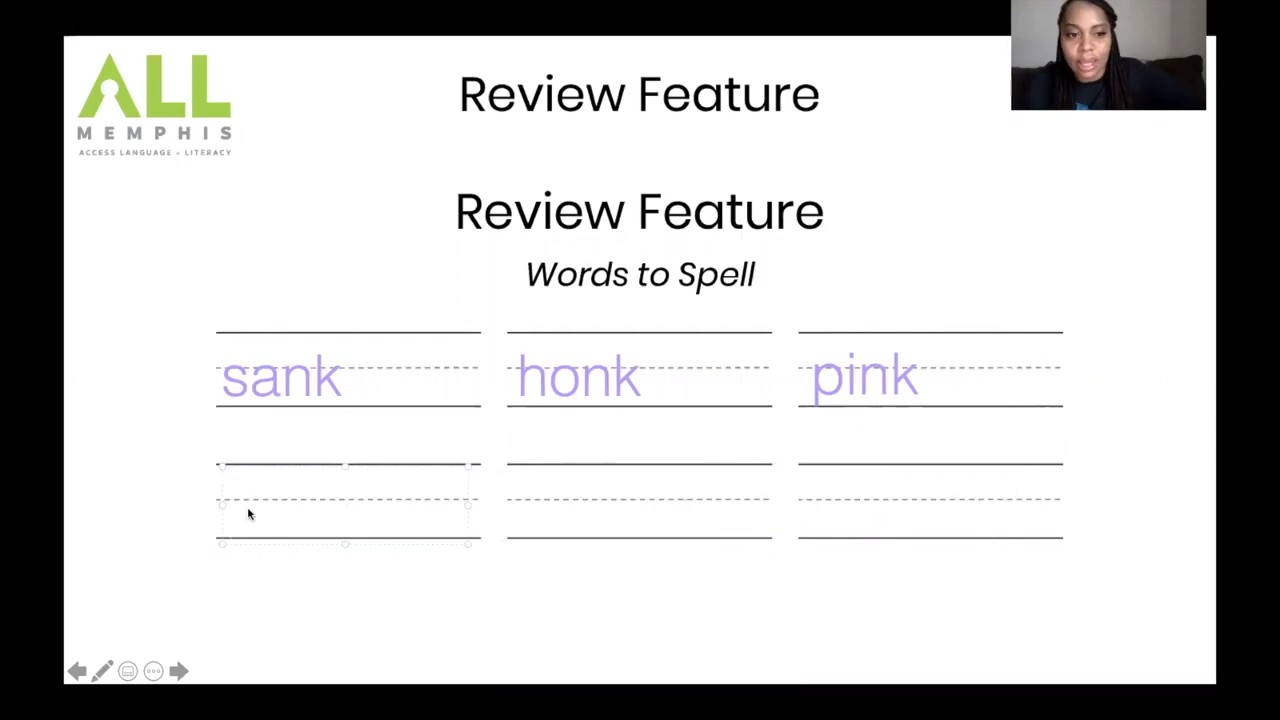 ALL
MEMPHIS
ACCESS LANGUAGE + LITERACY
Review Feature
Review Feature
Words to Spell
sank honk pink